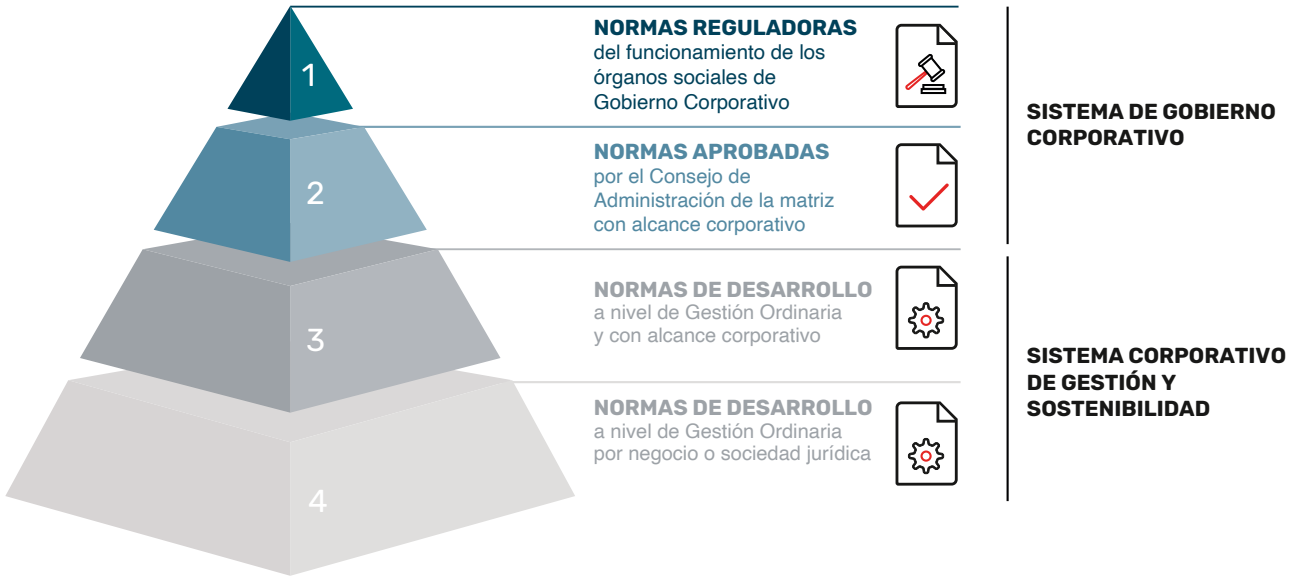 1
NORMAS REGULADORAS
del funcionamiento de los
órganos sociales de
Gobierno Corporativo
2
NORMAS APROBADAS
por el Consejo de
Administración de la matriz
con alcance corporativo
SISTEMA DE GOBIERNO
CORPORATIVO
3
NORMAS DE DESARROLLO
a nivel de Gestión Ordinaria
y con alcance corporativo
4
NORMAS DE DESARROLLO
a nivel de Gestión Ordinaria
por negocio o sociedad jurídica
SISTEMA CORPORATIVO
DE GESTIÓN Y
SOSTENIBILIDAD